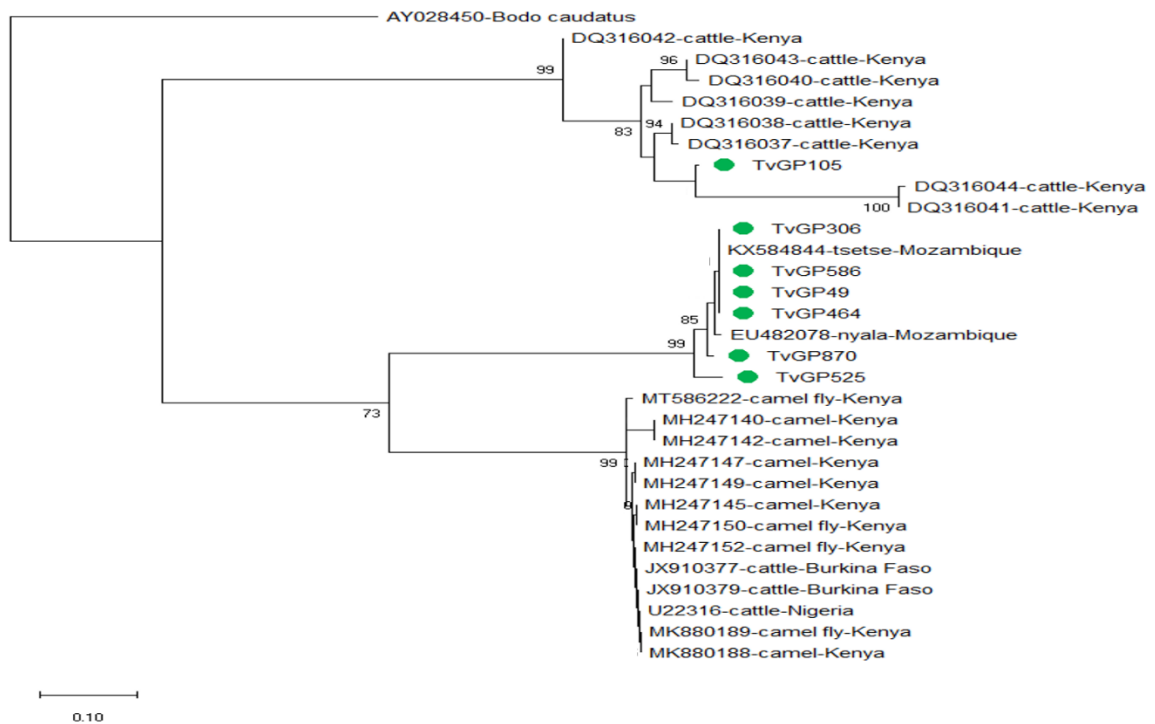 AY028450-Bodo caudatus
DQ316042-cattle-Kenya
99
96
DQ316043-cattle-Kenya
DQ316040-cattle-Kenya
DQ316039-cattle-Kenya
83
94
DQ316038-cattle-Kenya
DQ316037-cattle-Kenya
TvGP105
DQ316044-cattle-Kenya
100
DQ316041-cattle-Kenya
TvGP306
KX584844-tsetse-Mozambique
TvGP586
TvGP49
TvGP464
85
EU482078-nyala-Mozambique
99
TvGP870
TvGP525
73
MT586222-camel fly-Kenya
MH247140-camel-Kenya
MH247142-camel-Kenya
99
MH247147-camel-Kenya
MH247149-camel-Kenya
MH247145-camel-Kenya
MH247150-camel fly-Kenya
MH247152-camel fly-Kenya
JX910377-cattle-Burkina Faso
JX910379-cattle-Burkina Faso
U22316-cattle-Nigeria
MK880189-camel fly-Kenya
MK880188-camel-Kenya
0.10